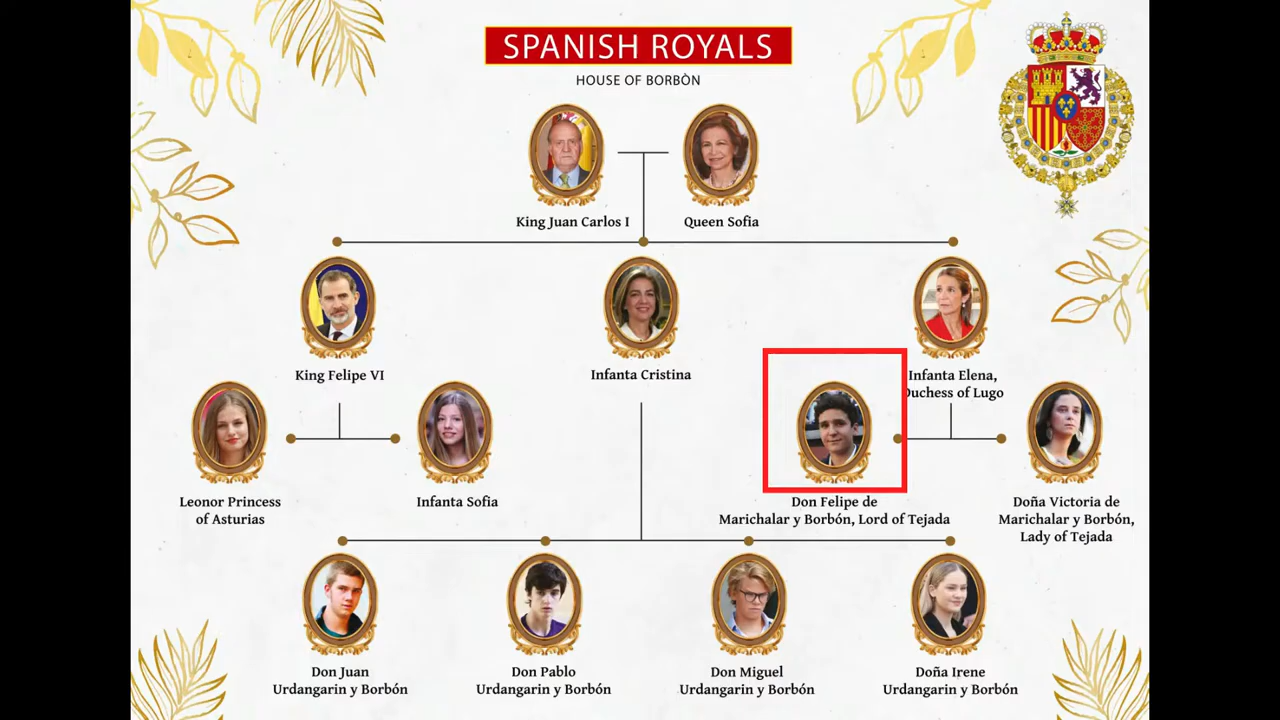 SPANISH ROYALS
HOUSE OF BORBÒN
King Juan Carlos I
Queen Sofia
King Felipe VI
Infanta Cristina
Infanta Elena,
Duchess of Lugo
Leonor Princess
of Asturias
Infanta Sofia
Don Felipe de
Marichalar y Borbón, Lord of Tejada
Doña Victoria de
Marichalar y Borbón,
Lady of Tejada
Don Juan
Urdangarin y Borbón
Don Pablo
Urdangarin y Borbón
Don Miguel
Urdangarin y Borbón
Doña Irene
Urdangarin y Borbón